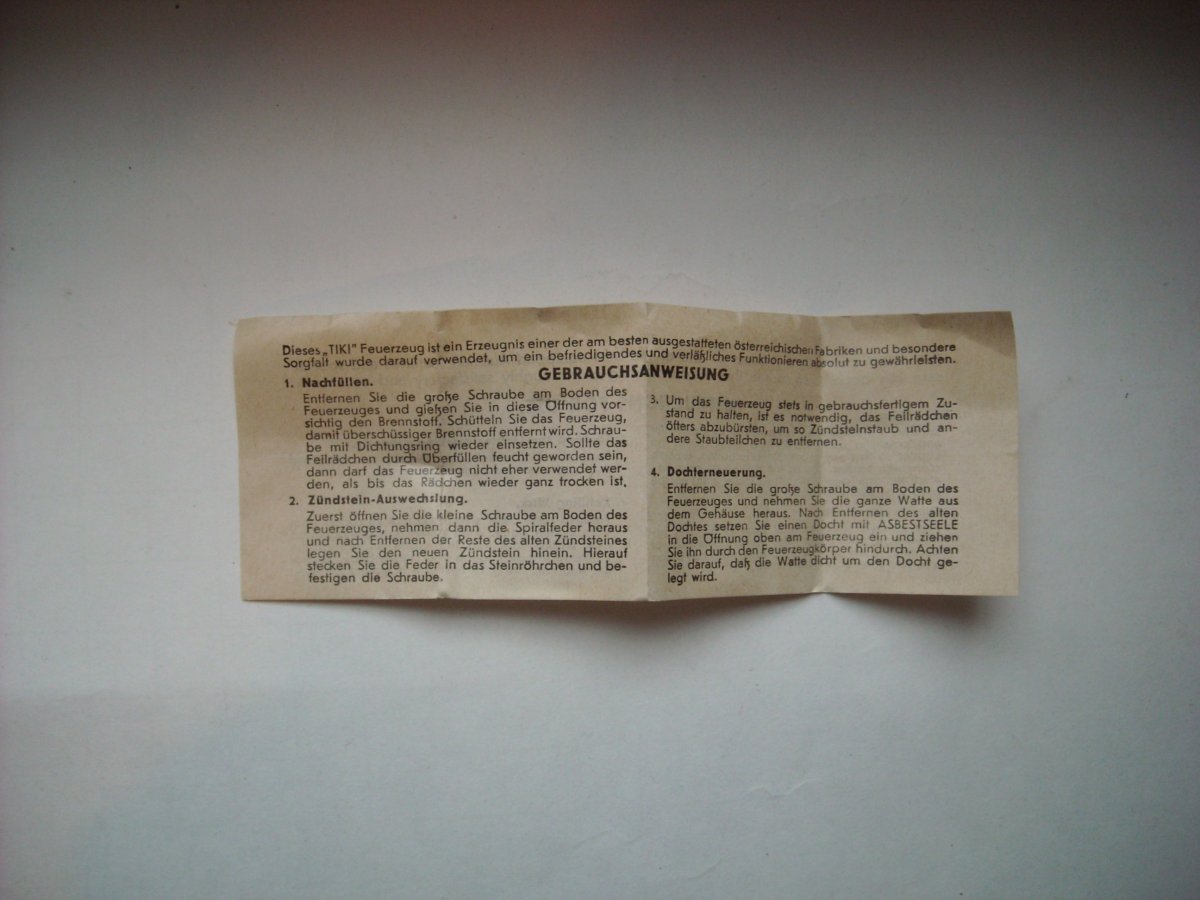 Dieses „TIKI" Feuerzeug ist ein Erzeugnis einer der am besten ausgestatteten österreichischen Fabriken und besondere
Sorgfalt wurde darauf verwendet, um ein befriedigendes und verläßliches Funktionieren absolut zu gewährleisten.
GEBRAUCHSANWEISUNG
1. Nachfüllen.
Entfernen Sie die große Schraube am Boden des
Feuerzeuges und gießen Sie in diese Öffnung vor-
sichtig den Brennstoff. Schütteln Sie das Feuerzeug,
damit überschüssiger Brennstoff entfernt wird. Schrau-
be mit Dichtungsring wieder einsetzen. Sollte das
Feilrädchen durch Überfüllen feucht geworden sein,
dann darf das Feuerzeug nicht eher verwendet wer-
den, als bis das Rädchen wieder ganz trocken ist.
2. Zündstein-Auswechslung.
Zuerst öffnen Sie die kleine Schraube am Boden des
Feuerzeuges, nehmen dann die Spiralfeder heraus
und nach Entfernen der Reste des alten Zündsteines
legen Sie den neuen Zündstein hinein. Hierauf
stecken Sie die Feder in das Steinröhrchen und be-
festigen die Schraube.
3. Um das Feuerzeug stets in gebrauchsfertigem Zu-
stand zu halten, ist es notwendig, das Feilrädchen
öfters abzubürsten, um so Zündsteinstaub und an-
dere Staubteilchen zu entfernen.
4. Dochterneuerung.
Entfernen Sie die große Schraube am Boden des
Feuerzeuges und nehmen Sie die ganze Watte aus
dem Gehäuse heraus. Nach Entfernen des alten
Dochtes setzen Sie einen Docht mit ASBESTSEELE
in die Öffnung oben am Feuerzeug ein und ziehen
Sie ihn durch den Feuerzeugkörper hindurch. Achten
Sie darauf, daß die Watte dicht um den Docht ge-
legt wird.